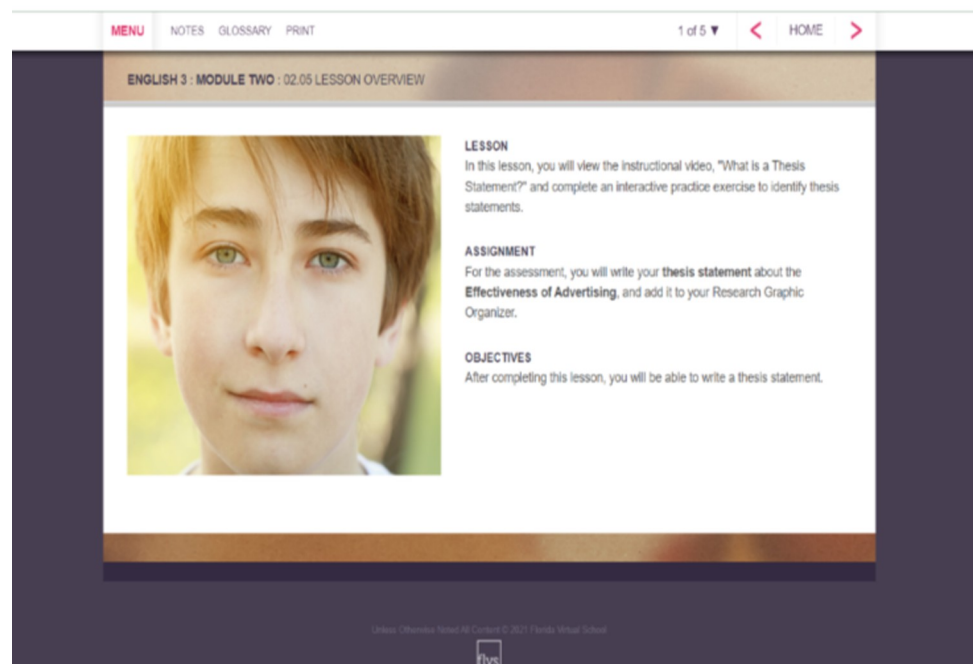 MENU NOTES GLOSSARY PRINT 1 of 5 ▼ < HOME >
ENGLISH 3 : MODULE TWO : 02.05 LESSON OVERVIEW
LESSON
In this lesson, you will view the instructional video, "What is a Thesis
Statement?" and complete an interactive practice exercise to identify thesis
statements.
ASSIGNMENT
For the assessment, you will write your thesis statement about the
Effectiveness of Advertising, and add it to your Research Graphic
Organizer.
OBJECTIVES
After completing this lesson, you will be able to write a thesis statement.
Unless Otherwise Noted All Content © 2021 Florida Virtual School
flvs